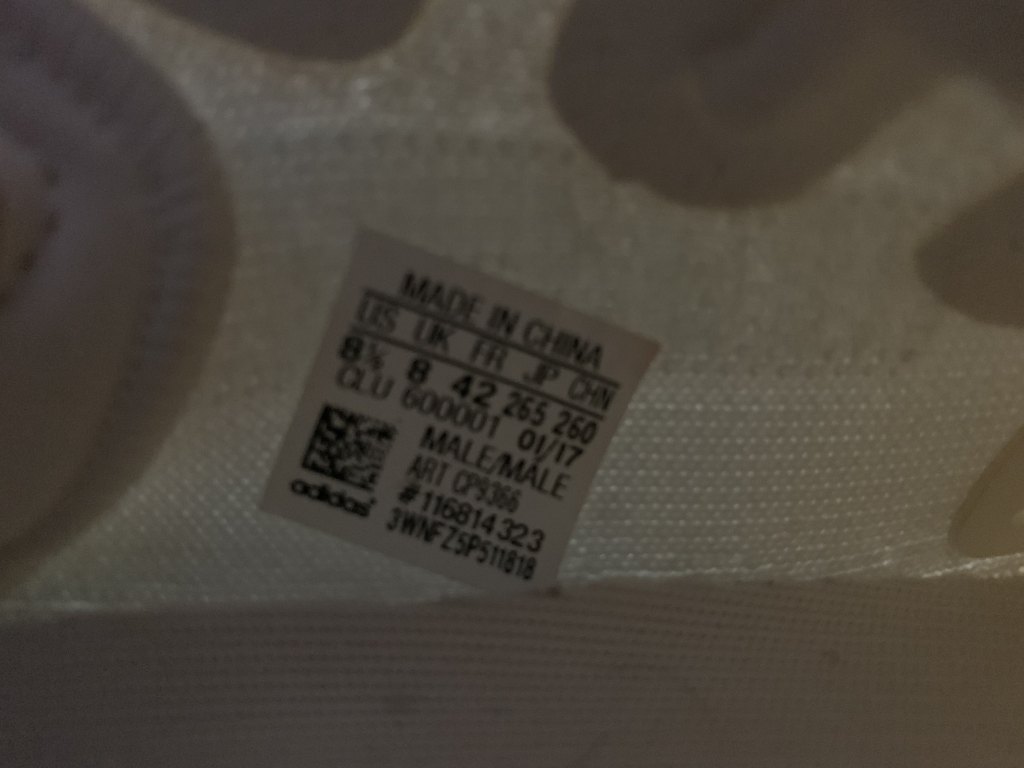 MADE IN CHINA
US UK FR JP CHN
8½ 8 42 265 260
CLU 600001 01/17
MALE/MALE
ART CP9366
#116814323
3WNFZ5P511818
adidas